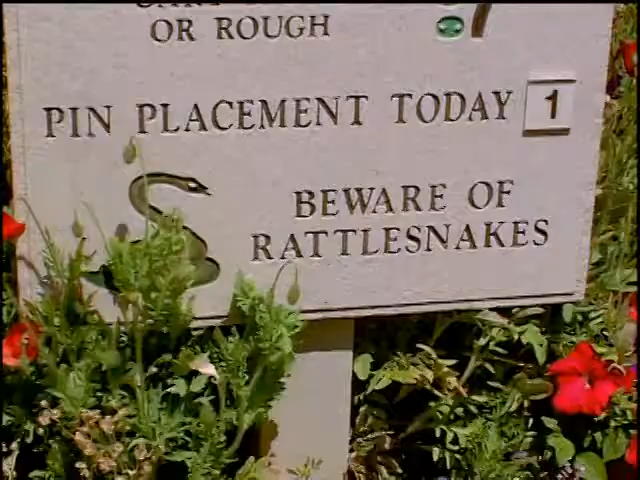 OR ROUGH
PIN PLACEMENT TODAY 1
BEWARE OF
RATTLESNAKES